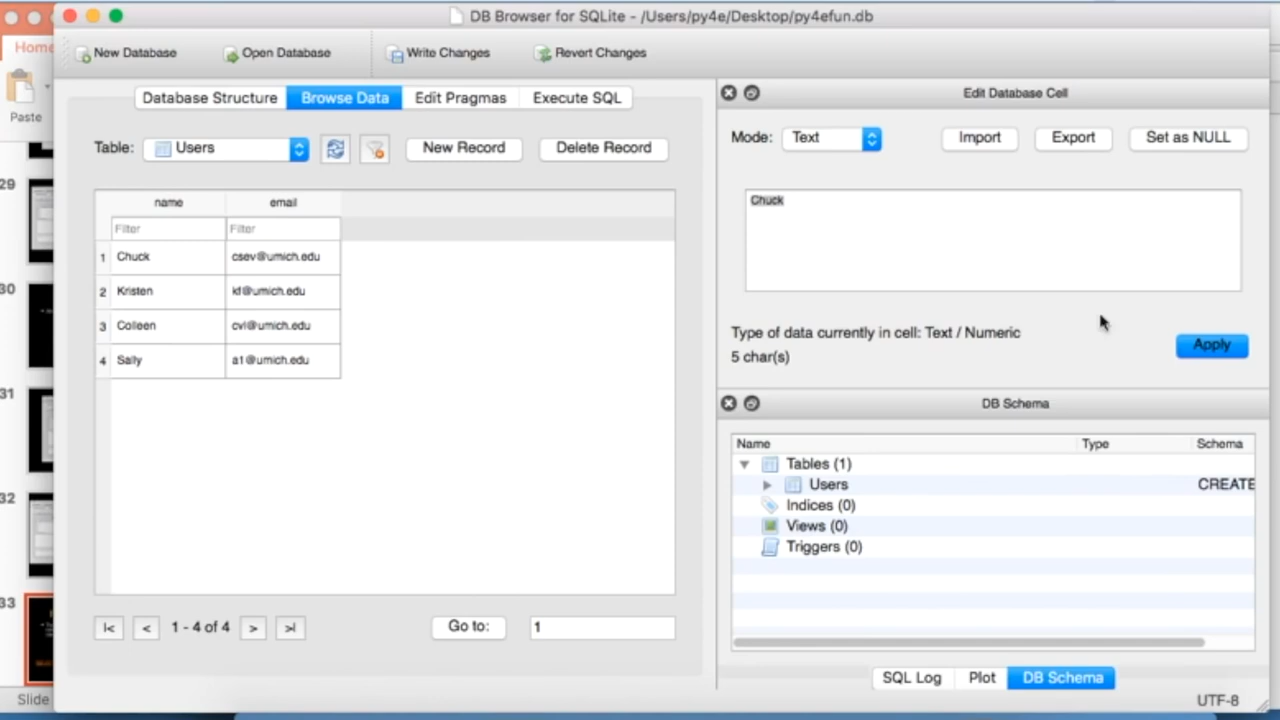 DB Browser for SQLite - /Users/py4e/Desktop/py4efun.db
Home
New Database Open Database Write Changes Revert Changes
Paste
Database Structure Browse Data Edit Pragmas Execute SQL
Table: Users New Record Delete Record
name email
Filter Filter
1 Chuck csev@umich.edu
2 Kristen kf@umich.edu
3 Colleen cvl@umich.edu
4 Sally a1@umich.edu
|< < 1 - 4 of 4 > >| Go to: 1
Edit Database Cell
Mode: Text Import Export Set as NULL
Chuck
Type of data currently in cell: Text / Numeric
5 char(s)
Apply
DB Schema
Name Type Schema
Tables (1)
Users CREATE
Indices (0)
Views (0)
Triggers (0)
SQL Log Plot DB Schema
UTF-8
29
30
31
32
33
Slide